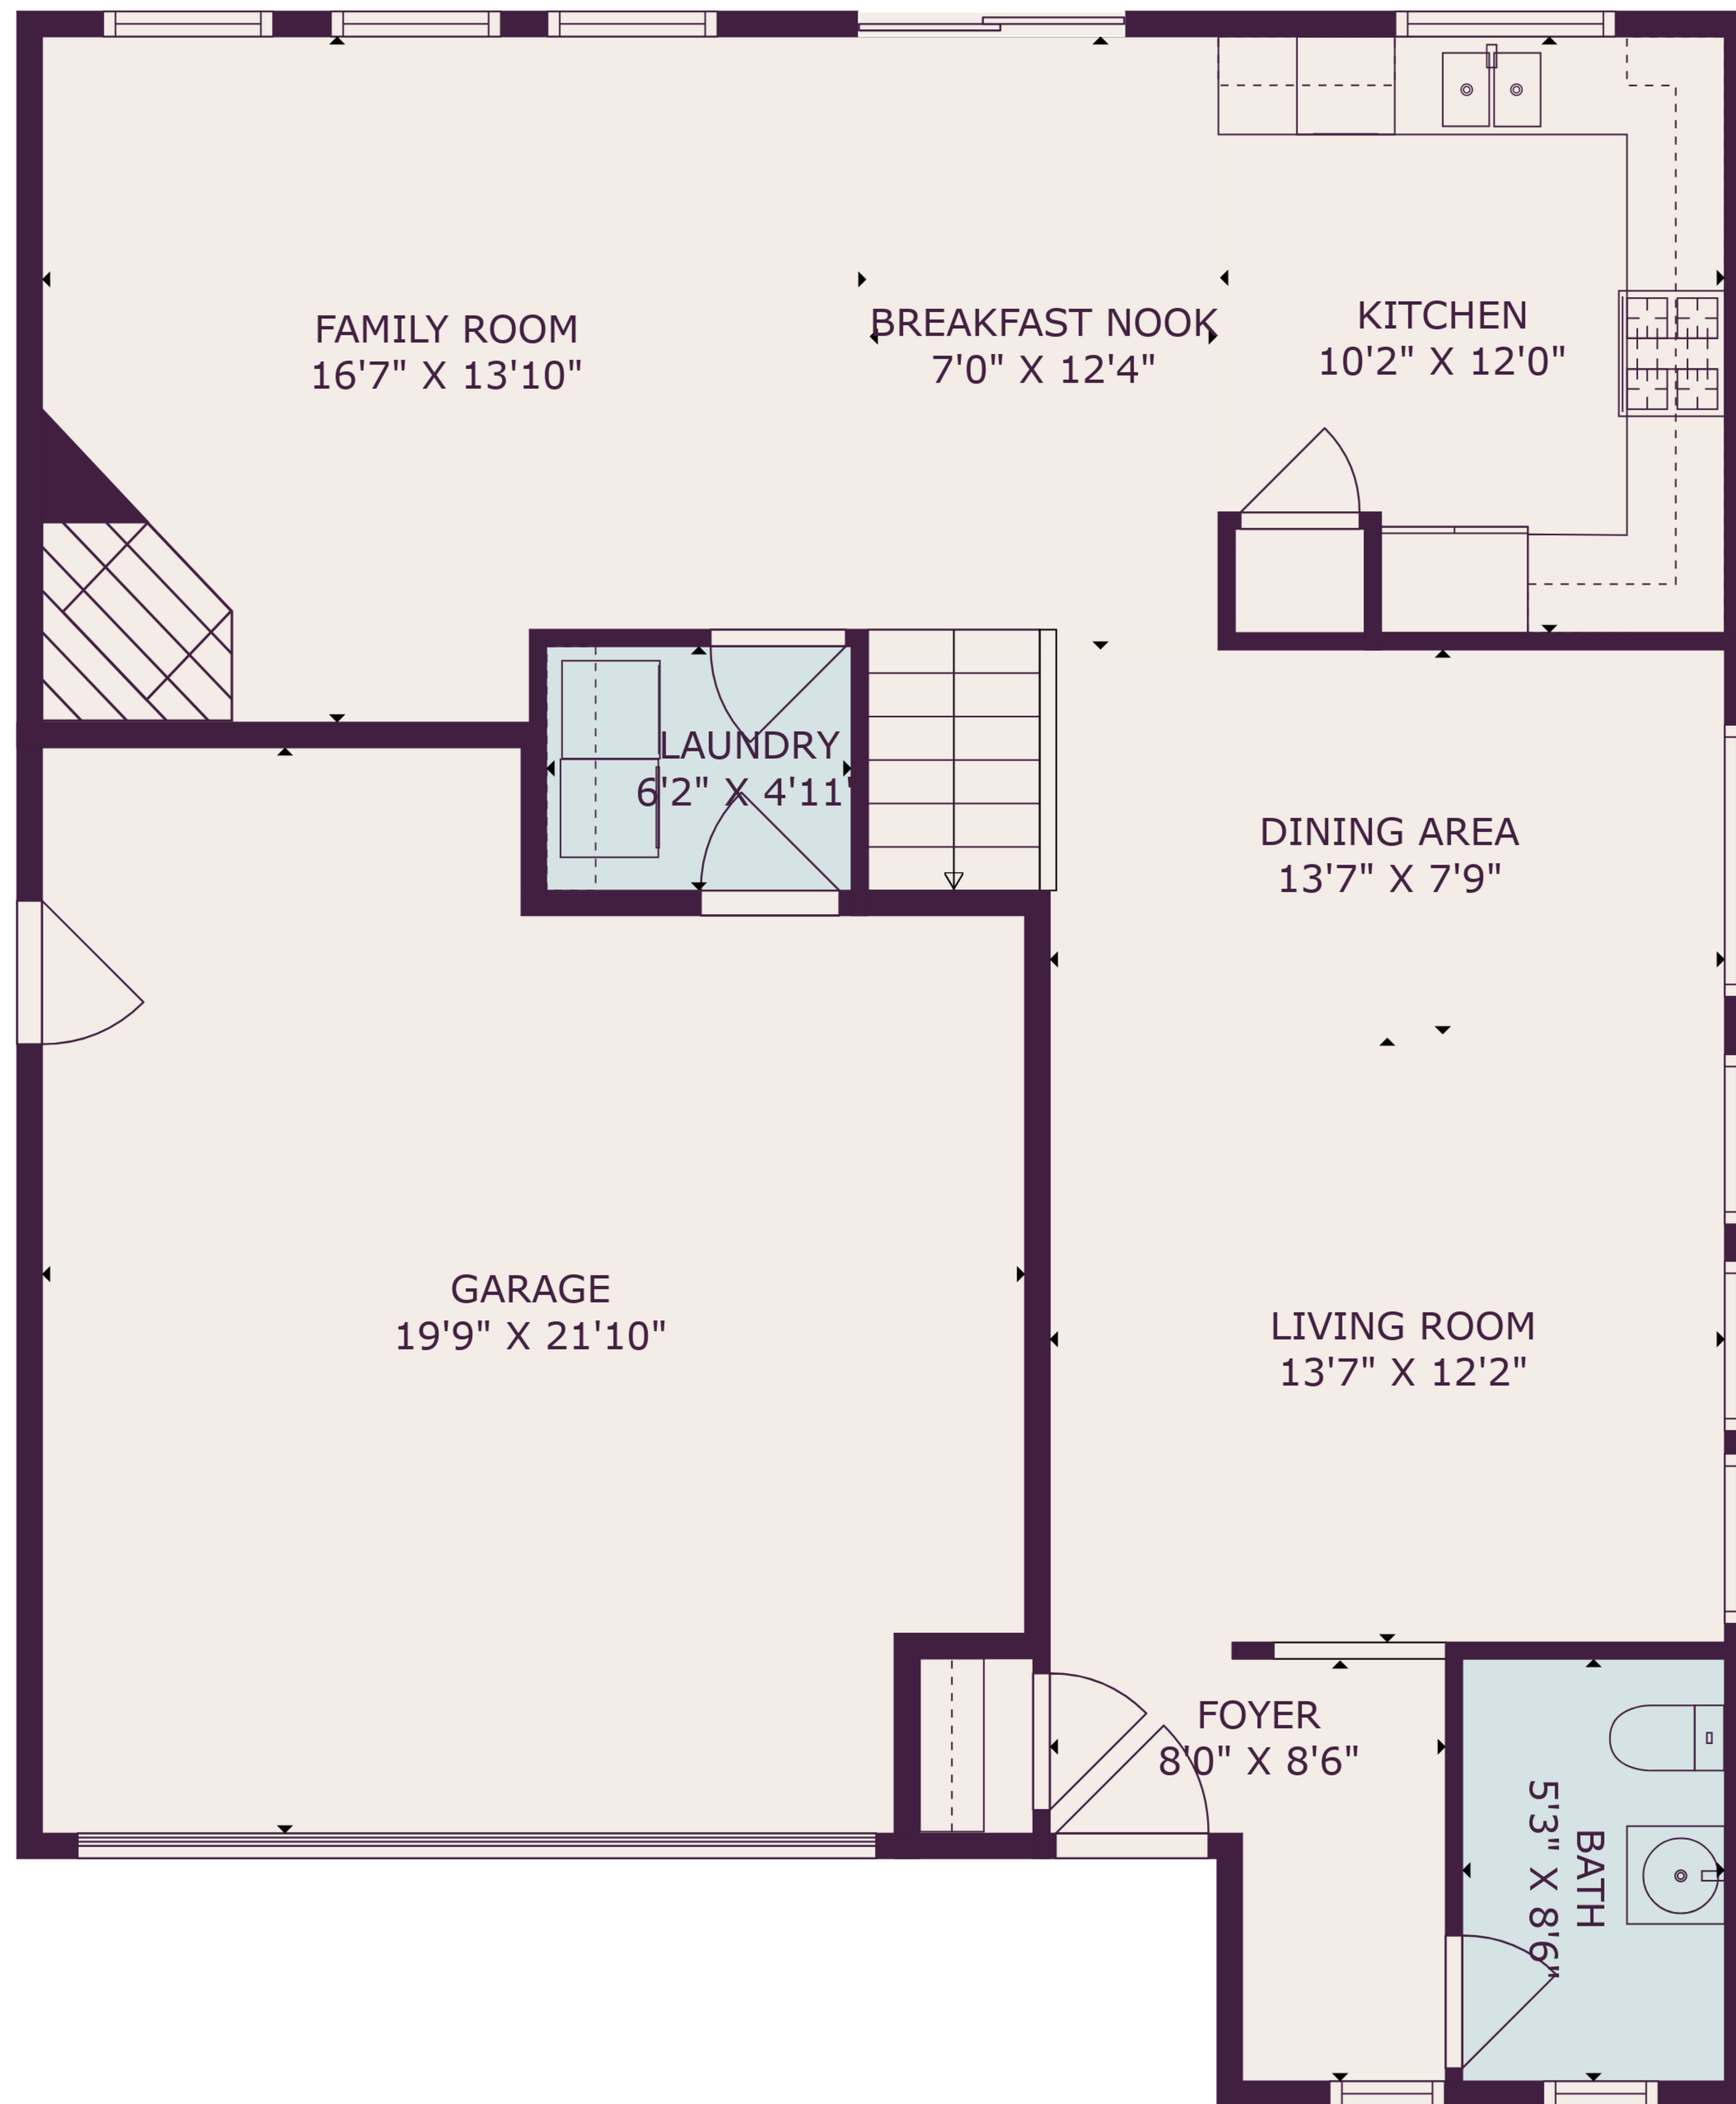 FAMILY ROOM
16'7" X 13'10"
BREAKFAST NOOK
7'0" X 12'4"
KITCHEN
10'2" X 12'0"
LAUNDRY
6'2" X 4'11"
DINING AREA
13'7" X 7'9"
GARAGE
19'9" X 21'10"
LIVING ROOM
13'7" X 12'2"
FOYER
8'0" X 8'6"
BATH
5'3" X 8'6"